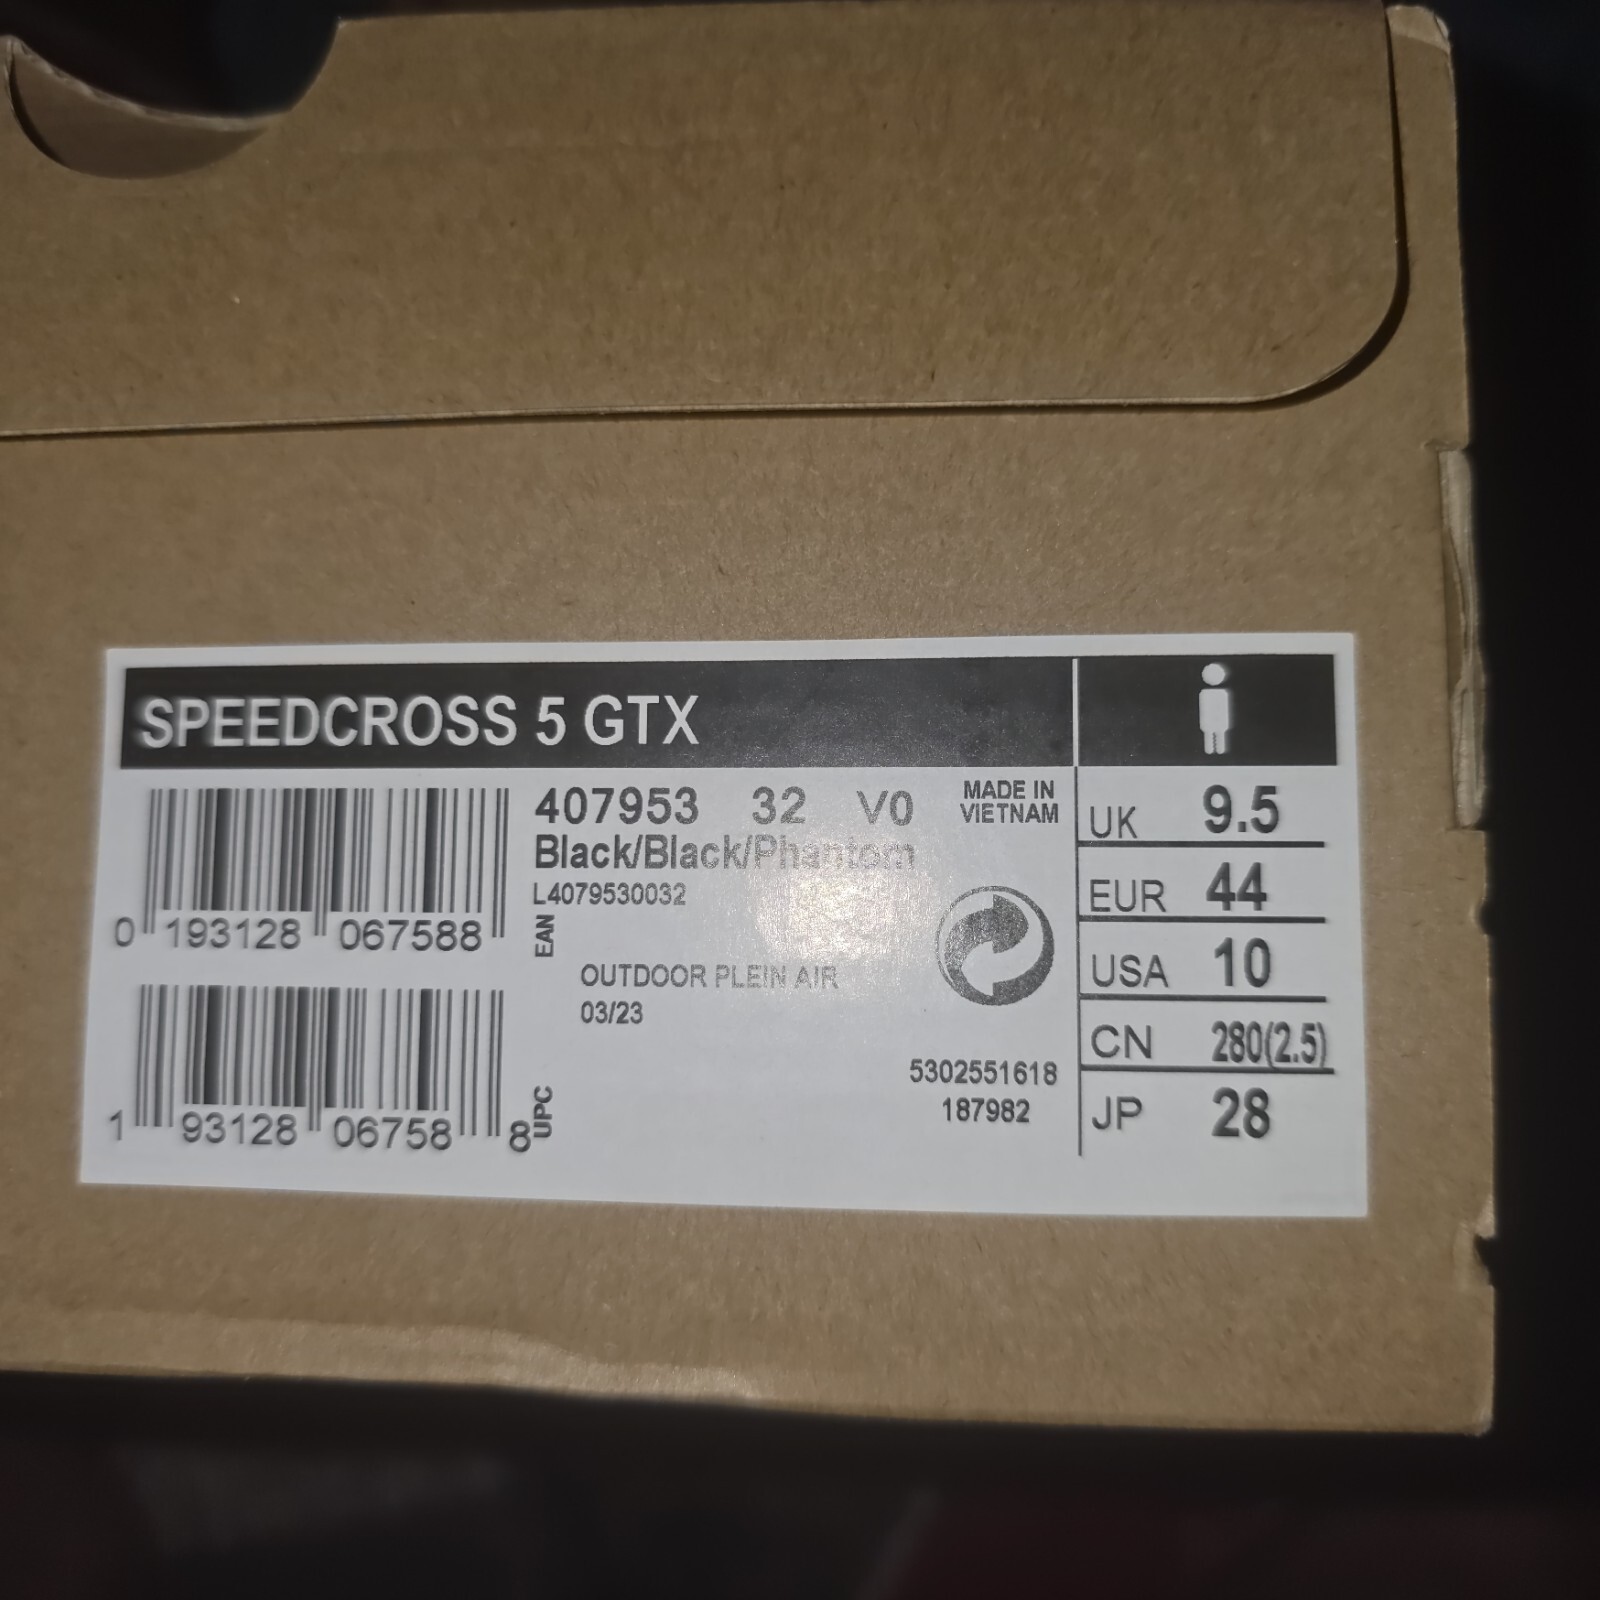 SPEEDCROSS 5 GTX
407953 32 V0
MADE IN
VIETNAM
Black/Black/Phantom
L4079530032
0 193128 067588
EAN
OUTDOOR PLEIN AIR
03/23
1 93128 06758 8
UPC
5302551618
187982
UK 9.5
EUR 44
USA 10
CN 280(2.5)
JP 28